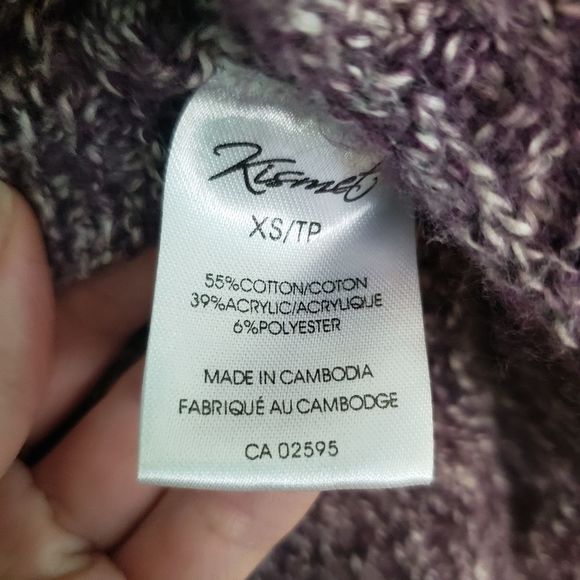 Kismet
XS/TP
55%COTTON/COTON
39%ACRYLIC/ACRYLIQUE
6%POLYESTER
MADE IN CAMBODIA
FABRIQUÉ AU CAMBODGE
CA 02595